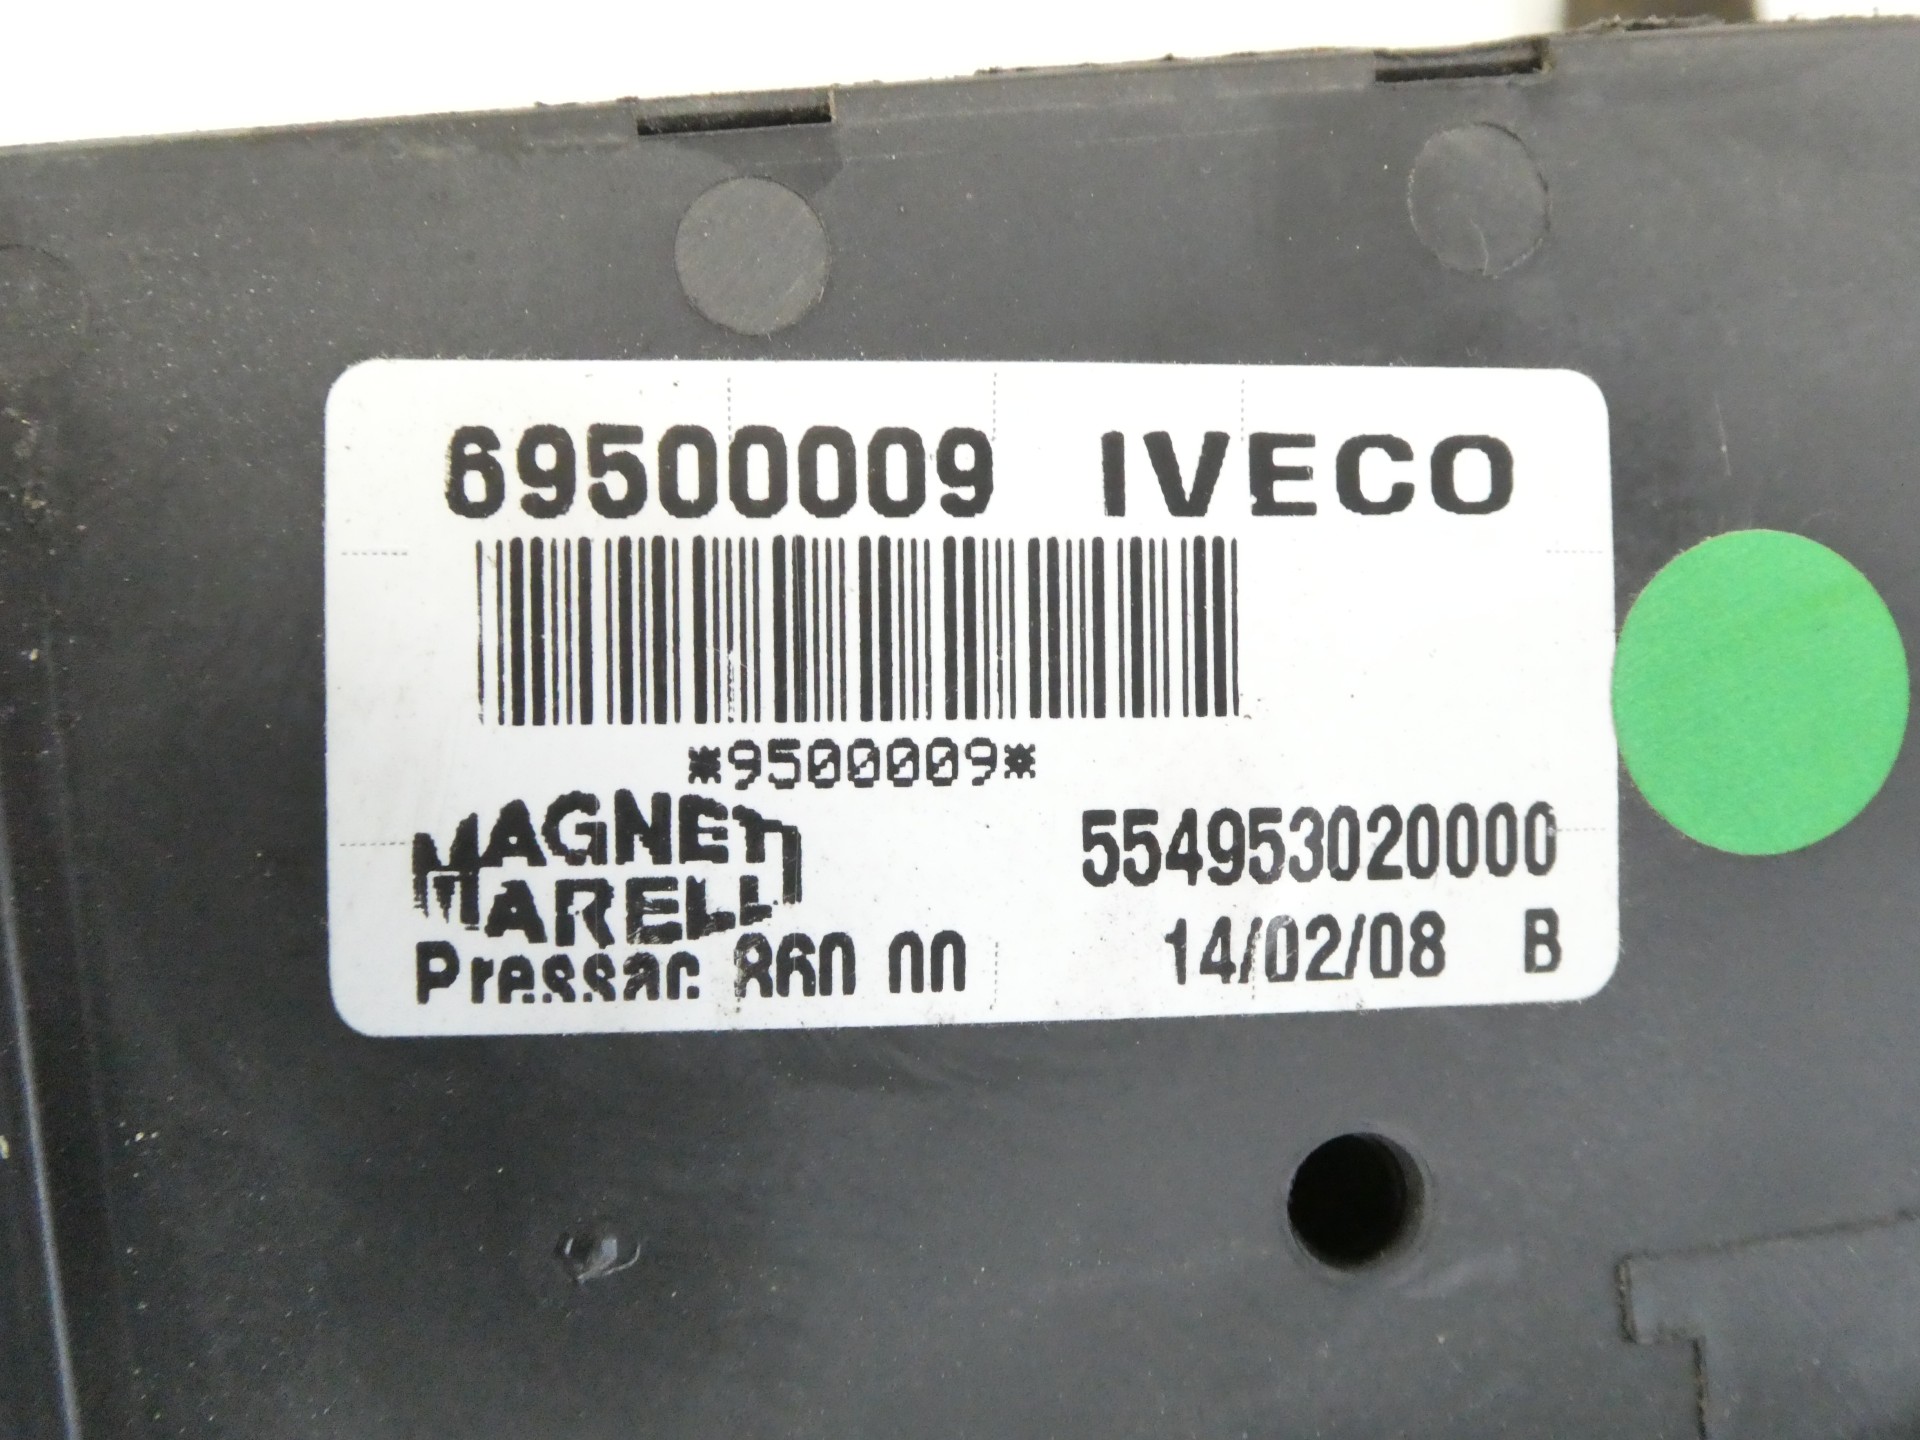 69500009 IVECO
*9500009*
MAGNETI
MARELLI
554953020000
Pressac 860 00
14/02/08 B